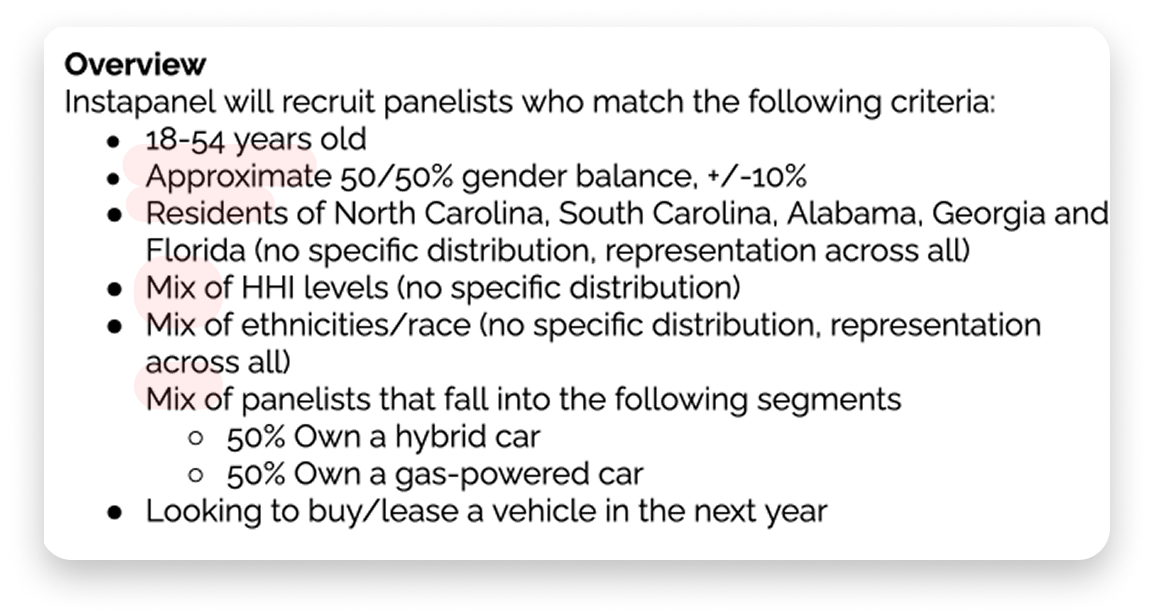 Overview
Instapanel will recruit panelists who match the following criteria:
● 18-54 years old
● Approximate 50/50% gender balance, +/-10%
● Residents of North Carolina, South Carolina, Alabama, Georgia and
Florida (no specific distribution, representation across all)
● Mix of HHI levels (no specific distribution)
● Mix of ethnicities/race (no specific distribution, representation
across all)
Mix of panelists that fall into the following segments
○ 50% Own a hybrid car
○ 50% Own a gas-powered car
● Looking to buy/lease a vehicle in the next year